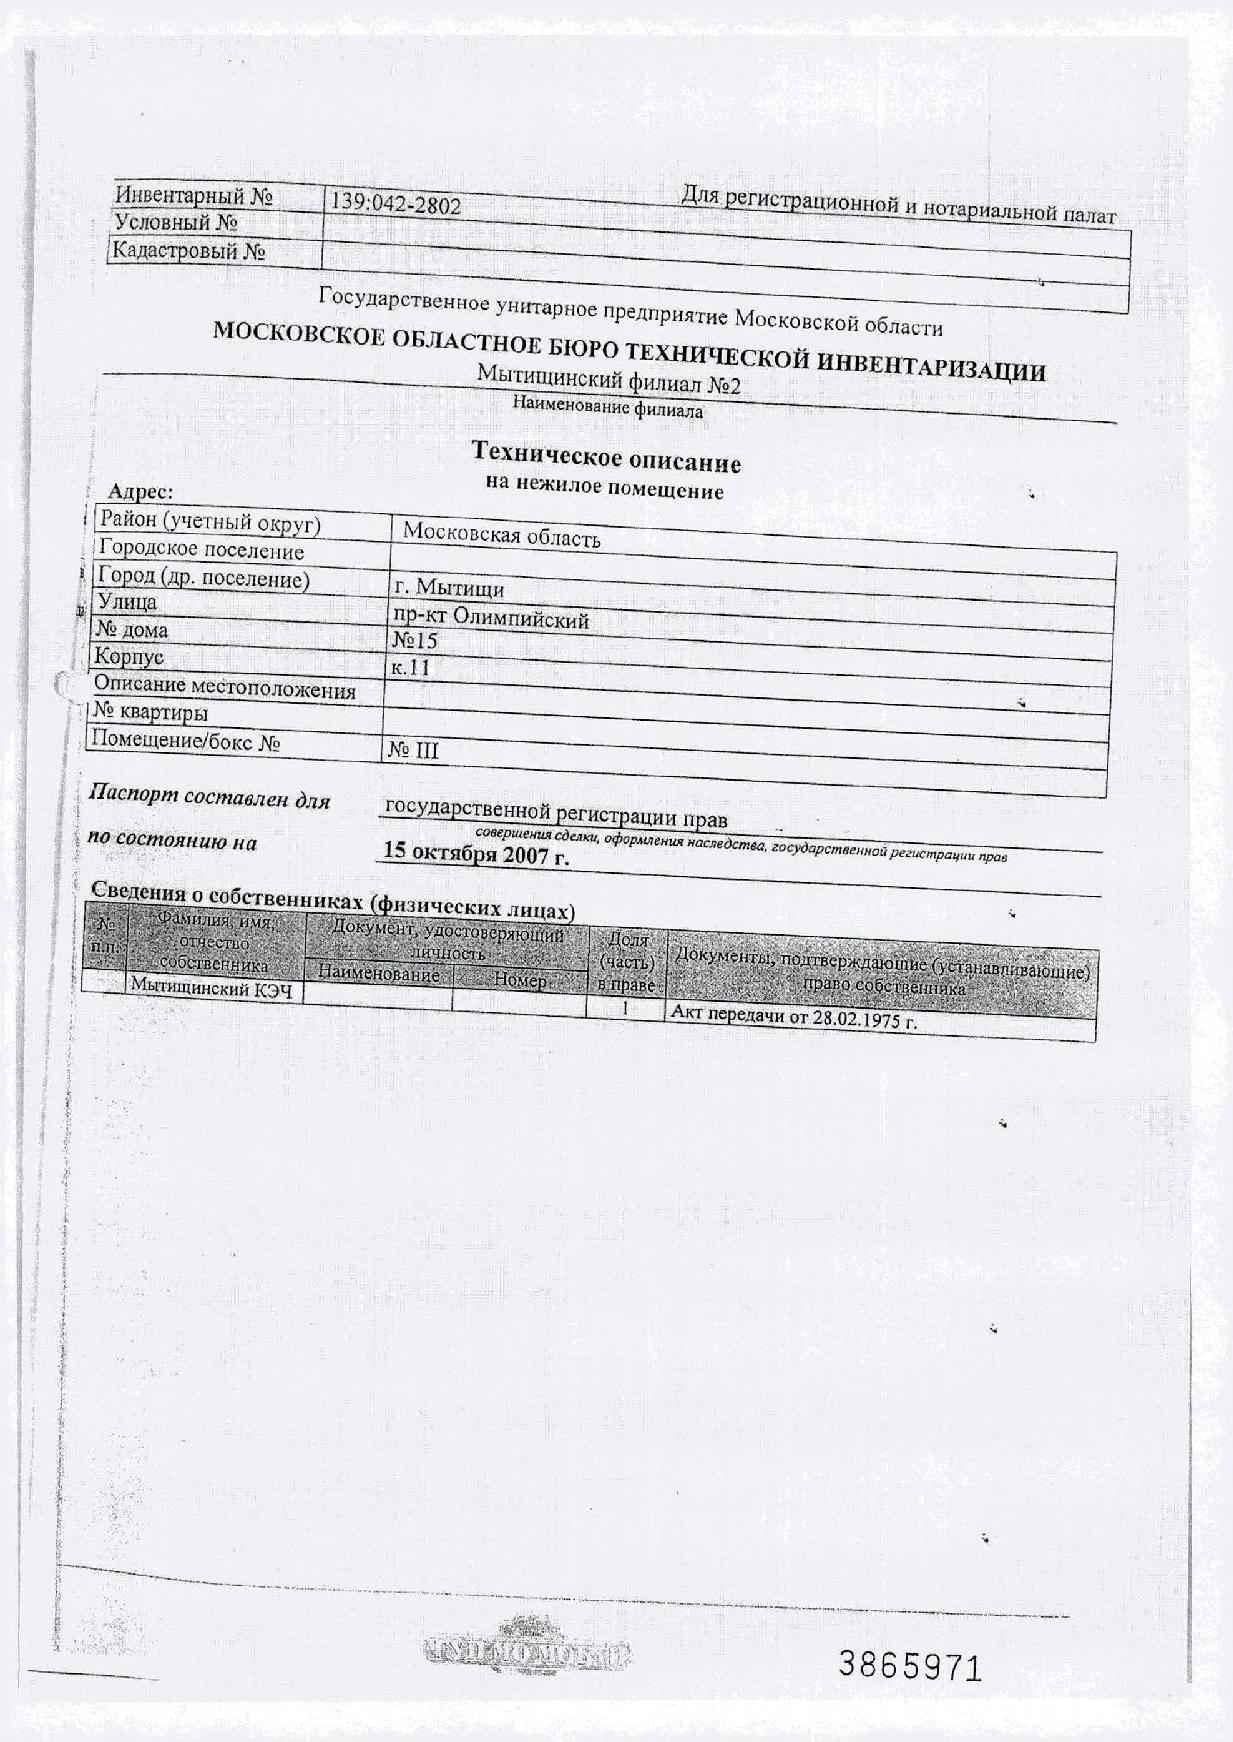 Для регистрационной и нотариальной палат
Инвентарный № 139:042-2802
Условный №
Кадастровый №
Государственное унитарное предприятие Московской области
МОСКОВСКОЕ ОБЛАСТНОЕ БЮРО ТЕХНИЧЕСКОЙ ИНВЕНТАРИЗАЦИИ
Мытищинский филиал №2
Наименование филиала
Техническое описание
на нежилое помещение
Адрес:
Район (учетный округ) Московская область
Городское поселение
Город (др. поселение) г. Мытищи
Улица пр-кт Олимпийский
№ дома №15
Корпус к.11
Описание местоположения
№ квартиры
Помещение/бокс № № III
Паспорт составлен для государственной регистрации прав
совершения сделки, оформления наследства, государственной регистрации прав
по состоянию на 15 октября 2007 г.
Сведения о собственниках (физических лицах)
№ п.п. Фамилия, имя, отчество собственника Документ, удостоверяющий личность Доля (часть) в праве Документы, подтверждающие (устанавливающие) право собственника
Наименование Номер
Мытищинский КЭЧ 1 Акт передачи от 28.02.1975 г.
ГУП МО МОБТИ
3865971